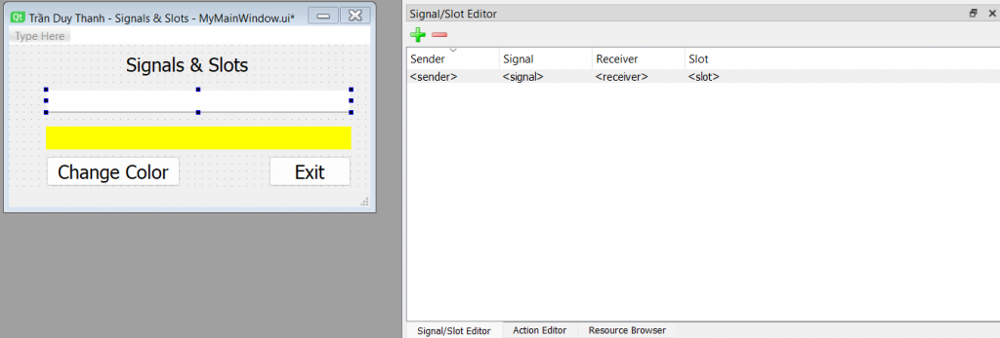 Qt Trần Duy Thanh - Signals & Slots - MyMainWindow.ui*
Type Here
Signals & Slots
Change Color Exit
Signal/Slot Editor
Sender Signal Receiver Slot
<sender> <signal> <receiver> <slot>
Signal/Slot Editor Action Editor Resource Browser